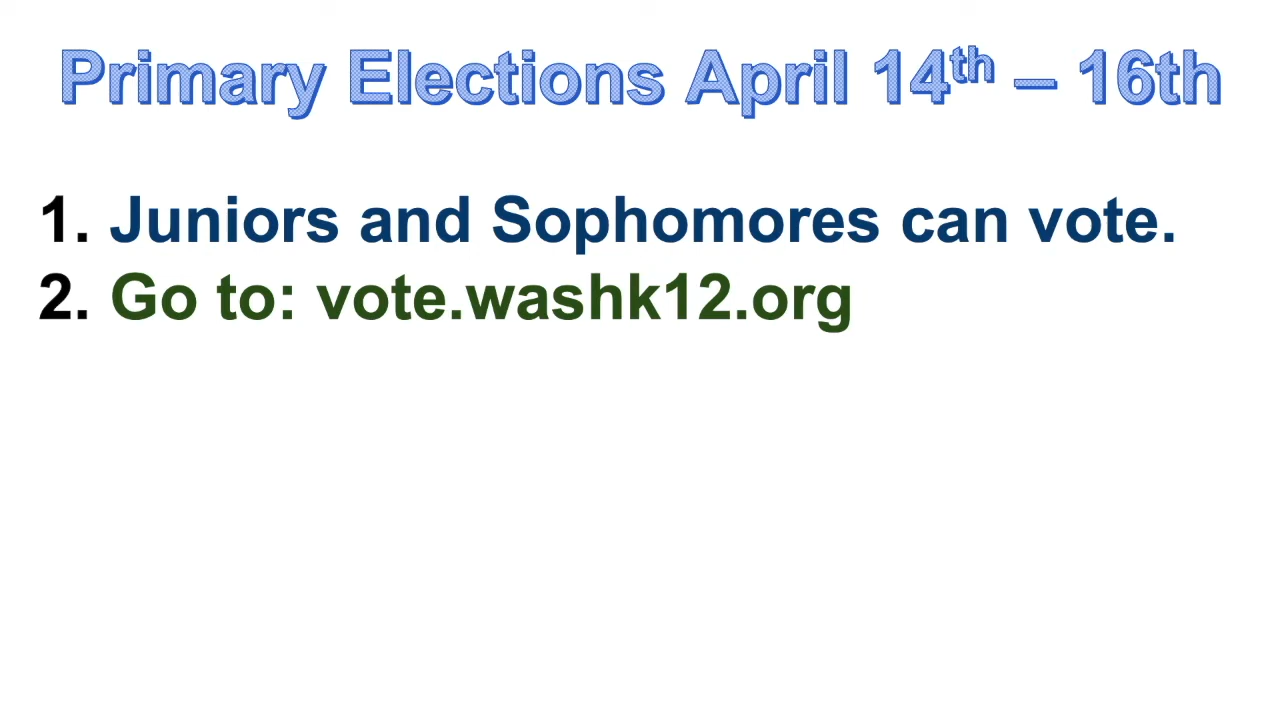 Primary Elections April 14th – 16th
1. Juniors and Sophomores can vote.
2. Go to: vote.washk12.org